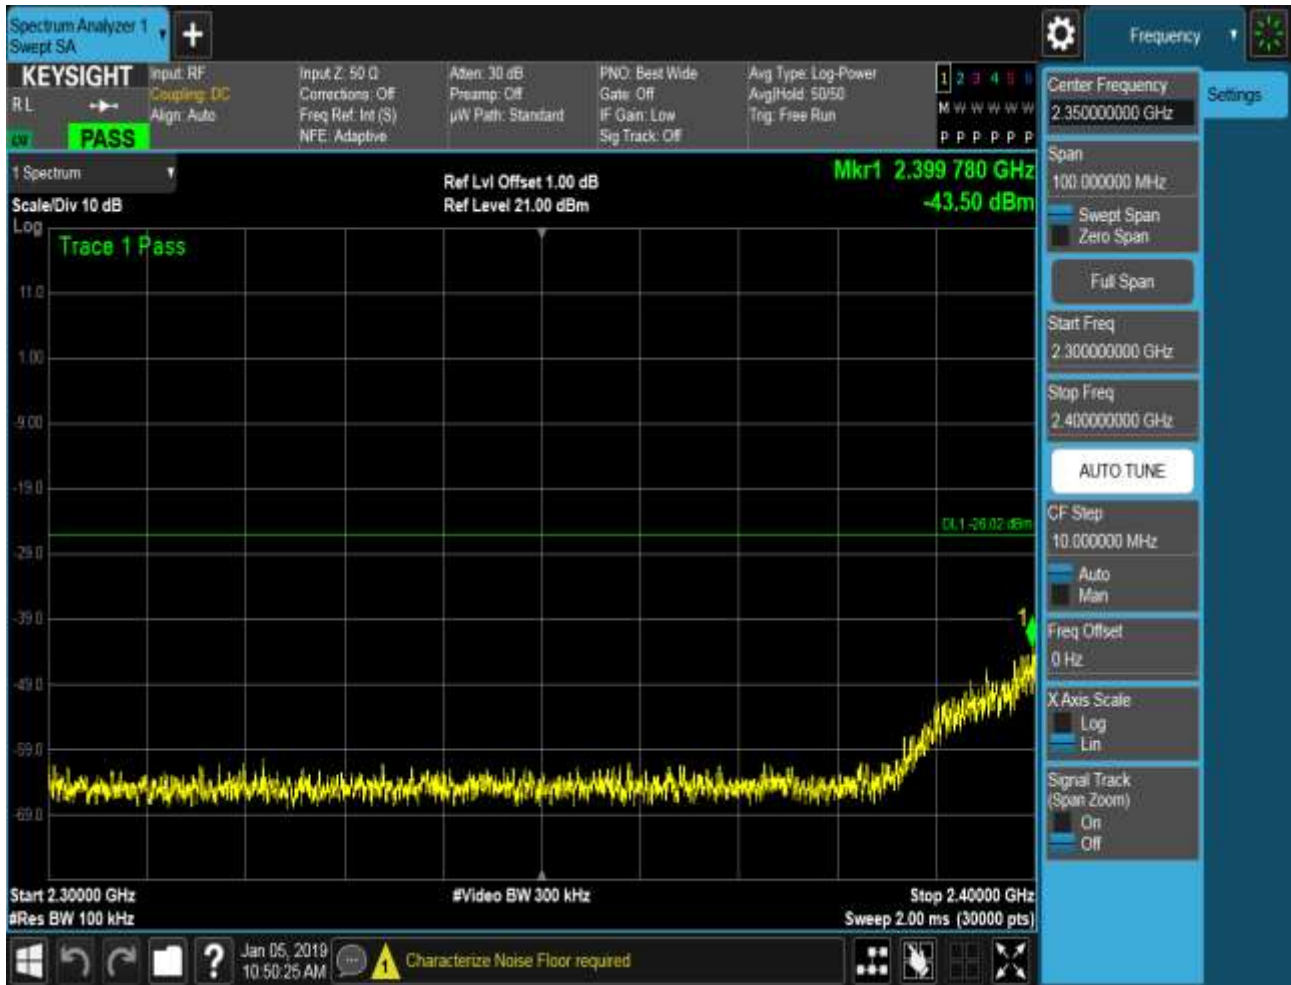 Spectrum Analyzer 1
Swept SA
Frequency
KEYSIGHT
R L
PASS
Input: RF
Coupling: DC
Align: Auto
Input Z: 50 Ω
Corrections: Off
Freq Ref: Int (S)
NFE: Adaptive
Atten: 30 dB
Preamp: Off
µW Path: Standard
PNO: Best Wide
Gate: Off
IF Gain: Low
Sig Track: Off
Avg Type: Log-Power
Avg|Hold: 50/50
Trig: Free Run
1 2 3 4 5 6
M W W W W W
P P P P P P
1 Spectrum
Scale/Div 10 dB
Ref Lvl Offset 1.00 dB
Ref Level 21.00 dBm
Mkr1 2.399 780 GHz
-43.50 dBm
Log
Trace 1 Pass
11.0
1.00
-9.00
-19.0
DL1 -26.02 dBm
-29.0
-39.0
1
-49.0
-59.0
-69.0
Start 2.30000 GHz
#Res BW 100 kHz
#Video BW 300 kHz
Stop 2.40000 GHz
Sweep 2.00 ms (30000 pts)
Center Frequency
2.350000000 GHz
Settings
Span
100.000000 MHz
Swept Span
Zero Span
Full Span
Start Freq
2.300000000 GHz
Stop Freq
2.400000000 GHz
AUTO TUNE
CF Step
10.000000 MHz
Auto
Man
Freq Offset
0 Hz
X Axis Scale
Log
Lin
Signal Track
(Span Zoom)
On
Off
?
Jan 05, 2019
10:50:25 AM
1
Characterize Noise Floor required